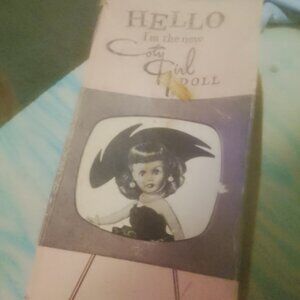 HELLO
I'm the new
Coty
Girl
DOLL